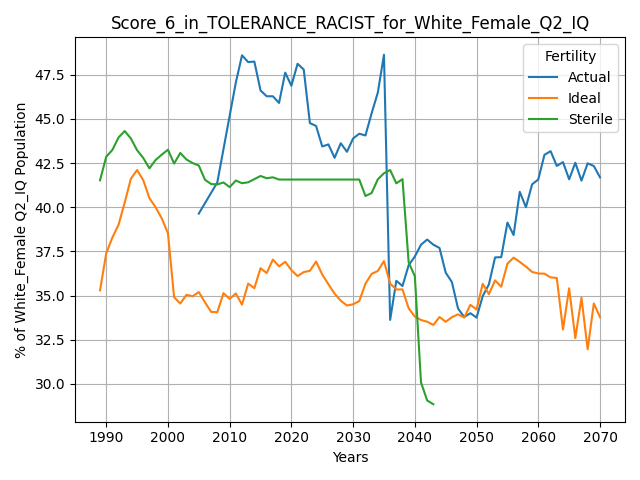 Score_6_in_TOLERANCE_RACIST_for_White_Female_Q2_IQ
Fertility
Actual
Ideal
Sterile
% of White_Female Q2_IQ Population
47.5
45.0
42.5
40.0
37.5
35.0
32.5
30.0
1990 2000 2010 2020 2030 2040 2050 2060 2070
Years